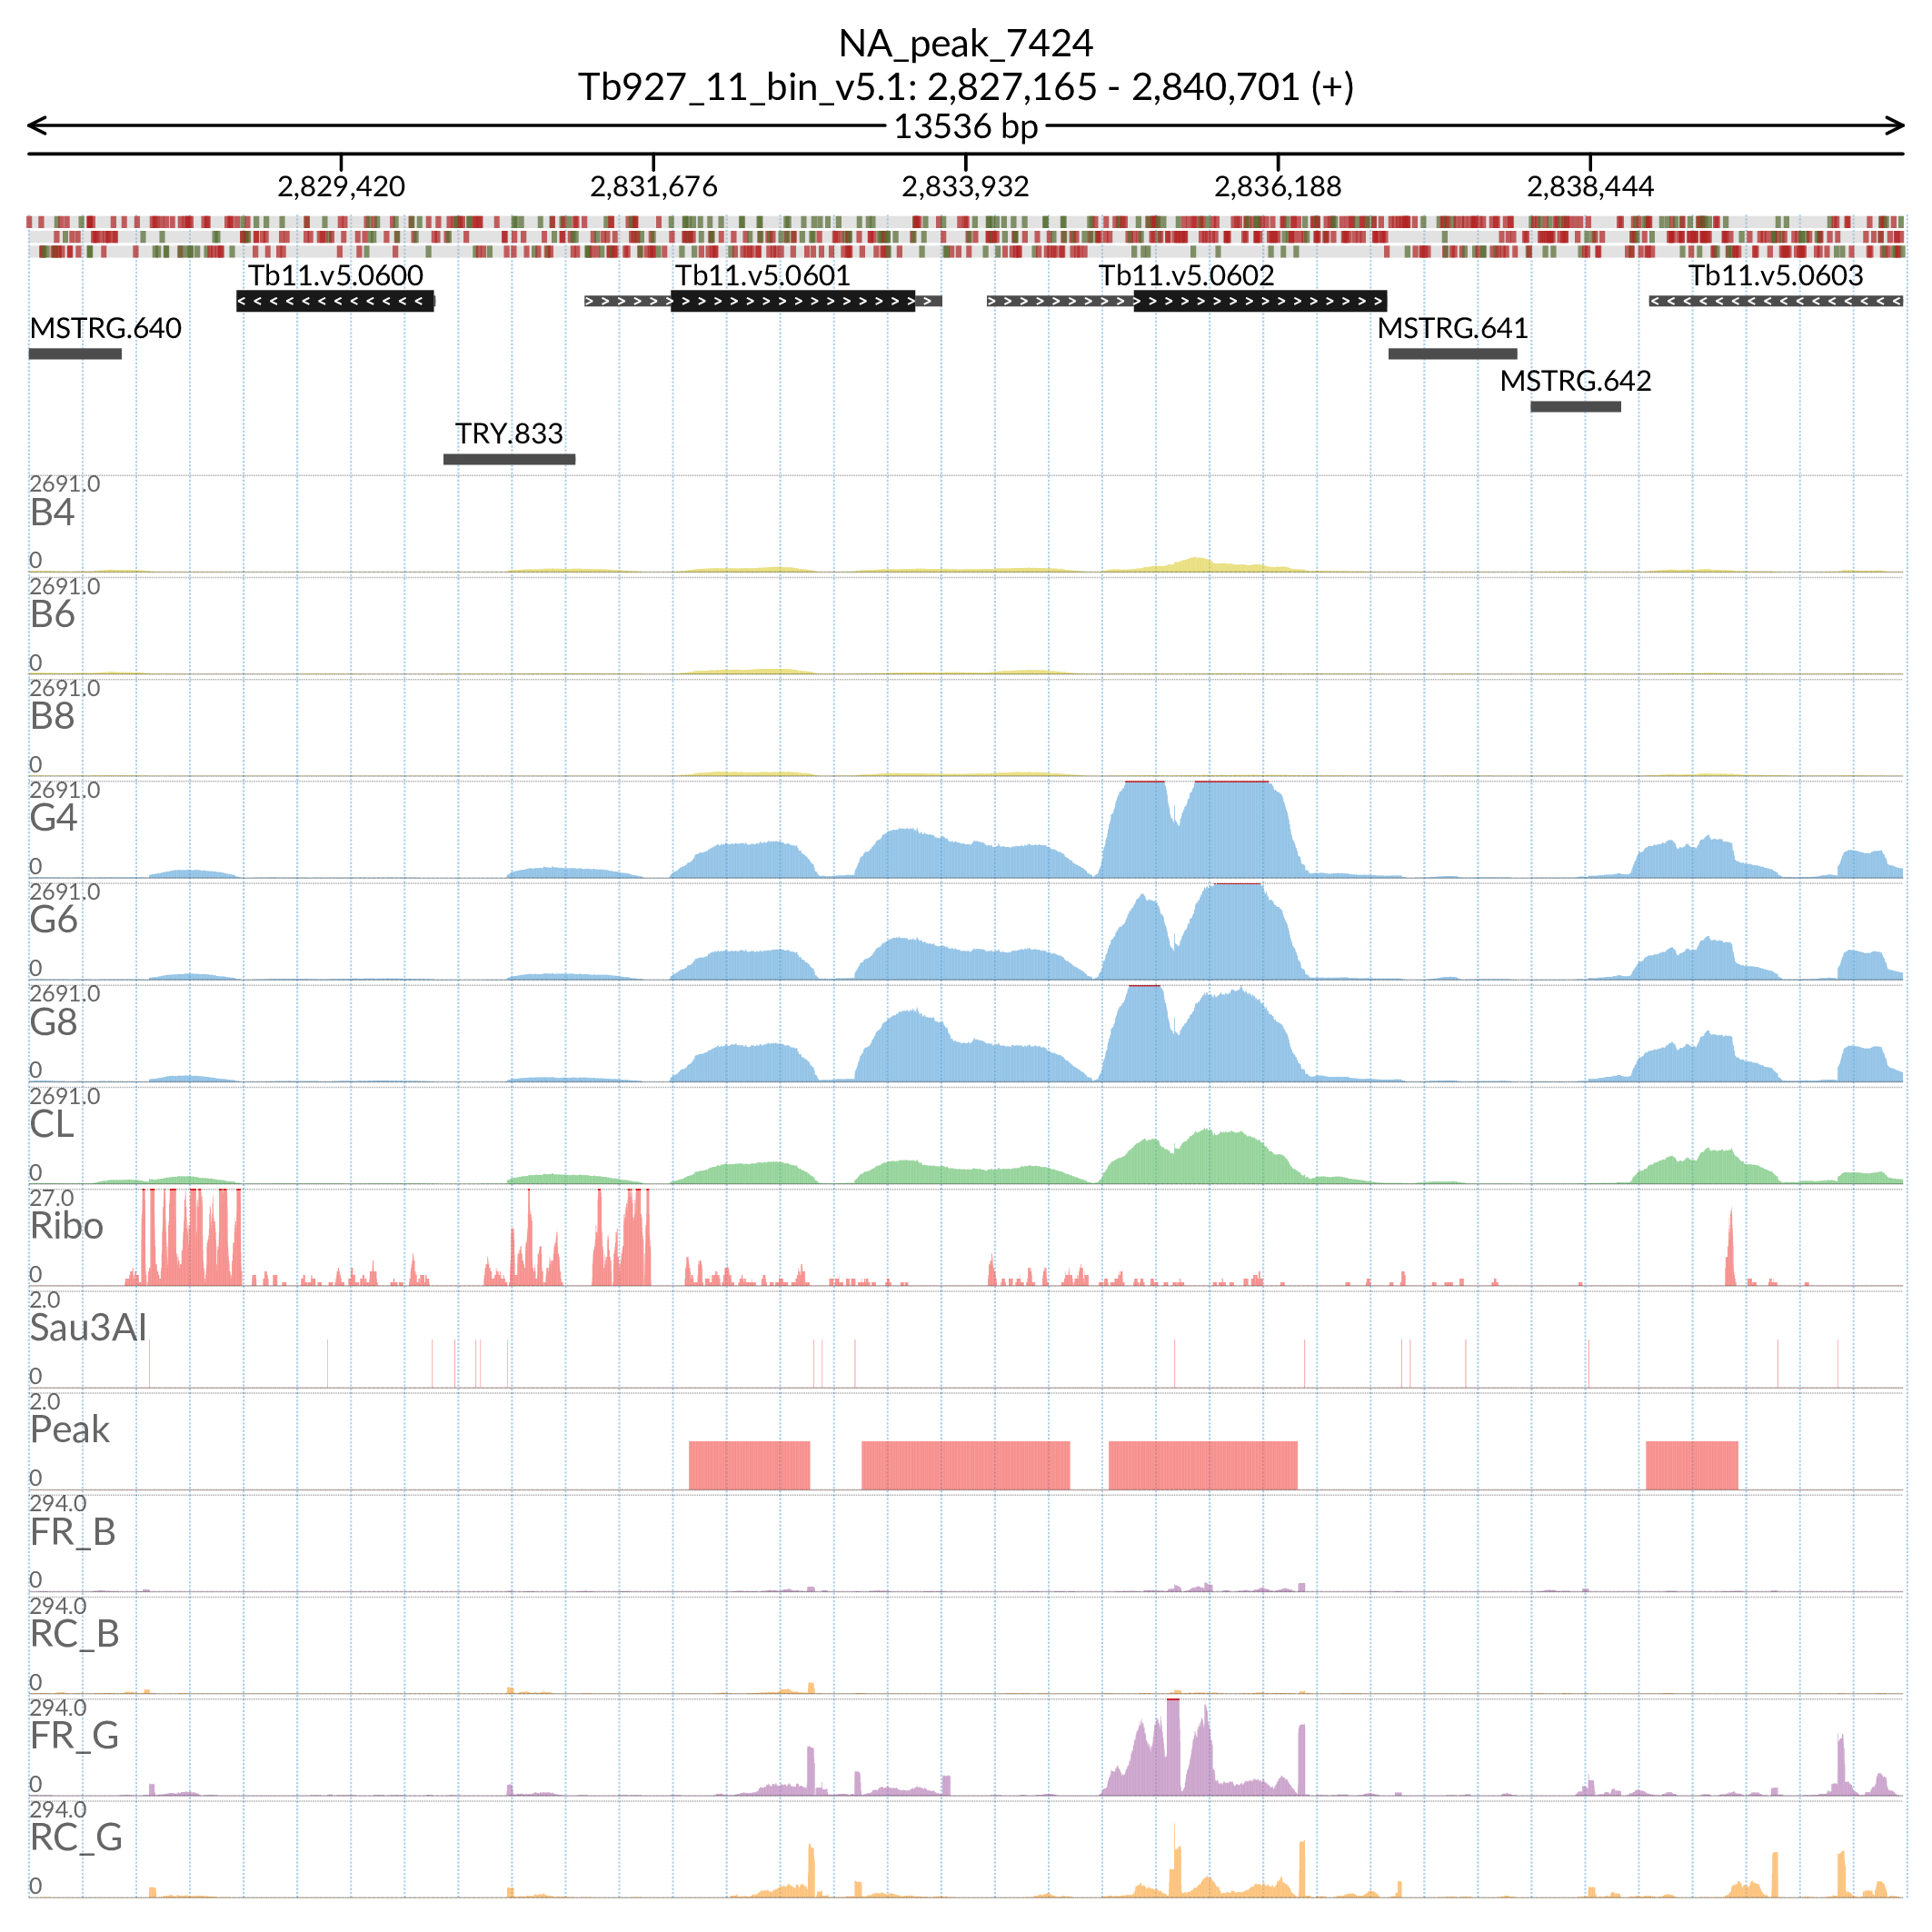 NA_peak_7424
Tb927_11_bin_v5.1: 2,827,165 - 2,840,701 (+)
13536 bp
2,829,420 2,831,676 2,833,932 2,836,188 2,838,444
Tb11.v5.0600 Tb11.v5.0601 Tb11.v5.0602 Tb11.v5.0603
MSTRG.640 MSTRG.641
MSTRG.642
TRY.833
2691.0
B4
0
2691.0
B6
0
2691.0
B8
0
2691.0
G4
0
2691.0
G6
0
2691.0
G8
0
2691.0
CL
0
27.0
Ribo
0
2.0
Sau3AI
0
2.0
Peak
0
294.0
FR_B
0
294.0
RC_B
0
294.0
FR_G
0
294.0
RC_G
0